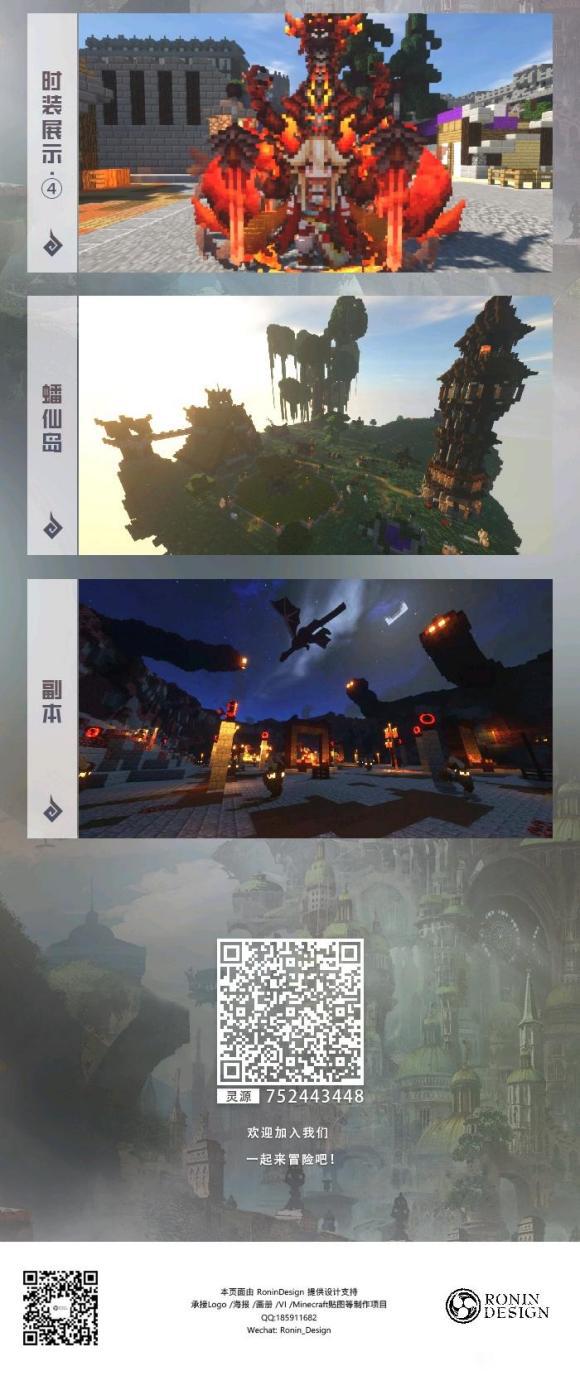 时装展示·④
蟠仙岛
副本
灵源 752443448
欢迎加入我们
一起来冒险吧！
本页面由 RoninDesign 提供设计支持
承接Logo /海报 /画册 /VI /Minecraft贴图等制作项目
QQ:185911682
Wechat: Ronin_Design
RONIN
DESIGN